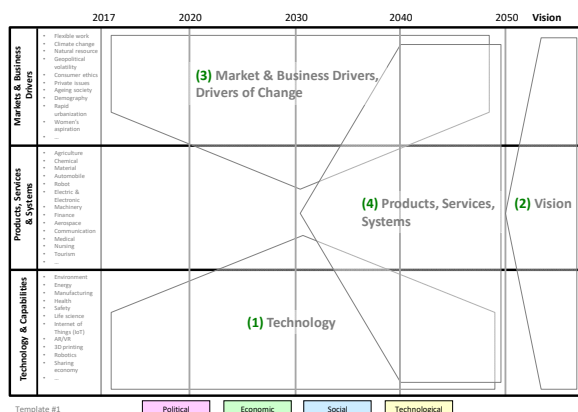 2017 2020 2030 2040 2050 Vision
Markets & Business
Drivers
• Flexible work
• Climate change
• Natural resource
• Geopolitical
volatility
• Consumer ethics
• Private issues
• Ageing society
• Demography
• Rapid
urbanization
• Women's
aspiration
• ...
(3) Market & Business Drivers,
Drivers of Change
Products, Services
& Systems
• Agriculture
• Chemical
• Material
• Automobile
• Robot
• Electric &
Electronic
• Machinery
• Finance
• Aerospace
• Communication
• Medical
• Nursing
• Tourism
• ...
(4) Products, Services,
Systems
(2) Vision
Technology & Capabilities
• Environment
• Energy
• Manufacturing
• Health
• Safety
• Life science
• Internet of
Things (IoT)
• AR/VR
• 3D printing
• Robotics
• Sharing
economy
• ...
(1) Technology
Template #1 Political Economic Social Technological